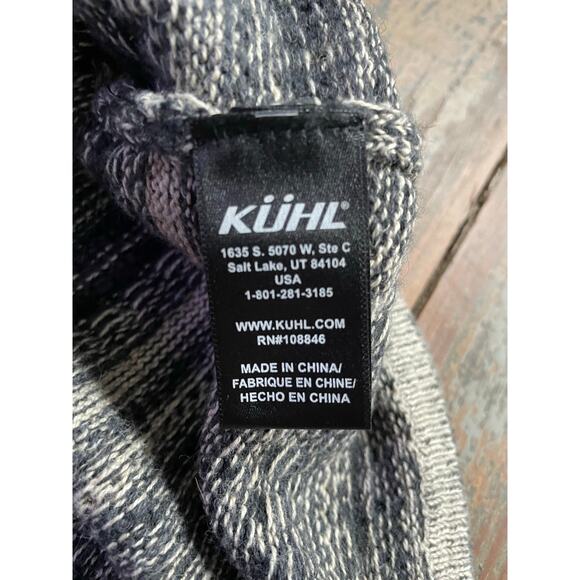 KÜHL®
1635 S. 5070 W, Ste C
Salt Lake, UT 84104
USA
1-801-281-3185
WWW.KUHL.COM
RN#108846
MADE IN CHINA/
FABRIQUE EN CHINE/
HECHO EN CHINA